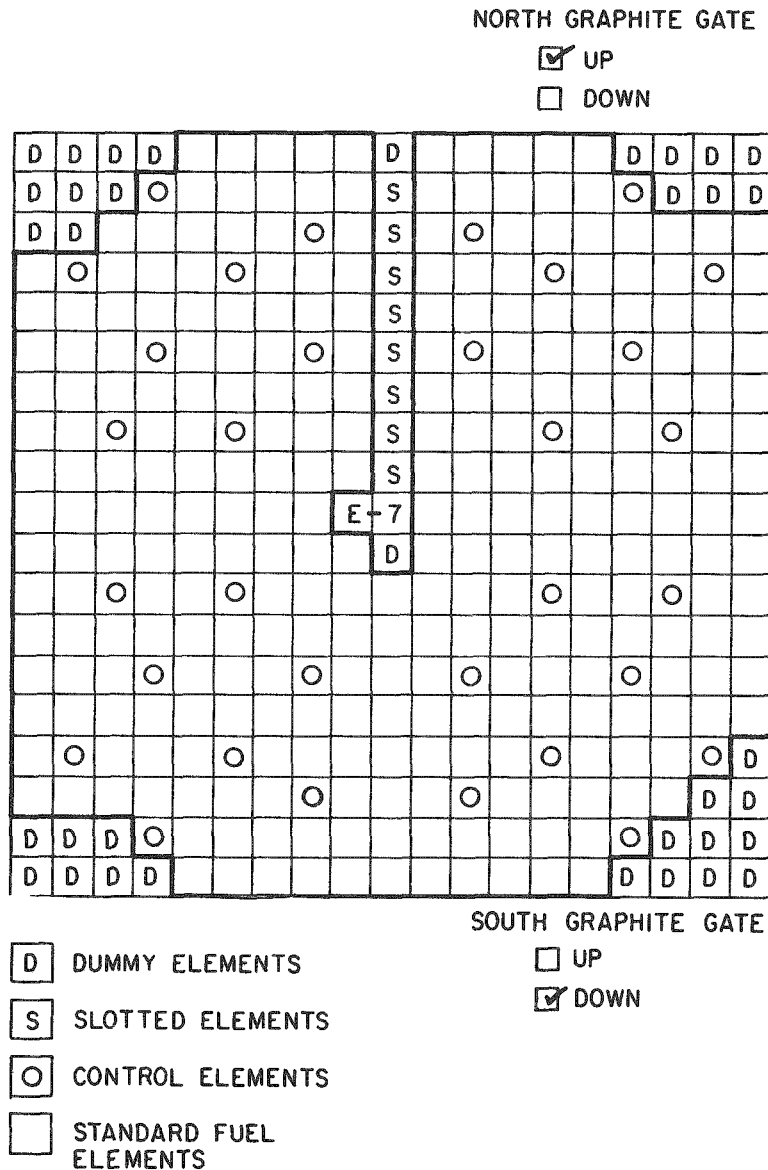 NORTH GRAPHITE GATE
UP
DOWN
D D D D D D D D D
D D D S D D D
D D S
S
S
S
S
S
S
E-7
D
D
D D
D D D D D D
D D D D D D D D
SOUTH GRAPHITE GATE
UP
DOWN
D DUMMY ELEMENTS
S SLOTTED ELEMENTS
CONTROL ELEMENTS
STANDARD FUEL
ELEMENTS